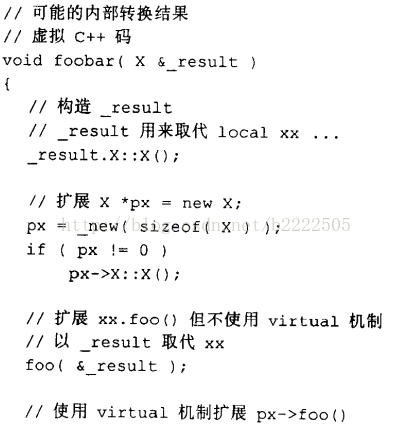 // 可能的内部转换结果
// 虚拟 C++ 码
void foobar( X &_result )
{
// 构造 _result
// _result 用来取代 local xx ...
_result.X::X();
// 扩展 X *px = new X;
px = _new( sizeof( X ) );
http://blog.csdn.net/h2222505
if ( px != 0 )
px->X::X();
// 扩展 xx.foo() 但不使用 virtual 机制
// 以 _result 取代 xx
foo( &_result );
// 使用 virtual 机制扩展 px->foo()